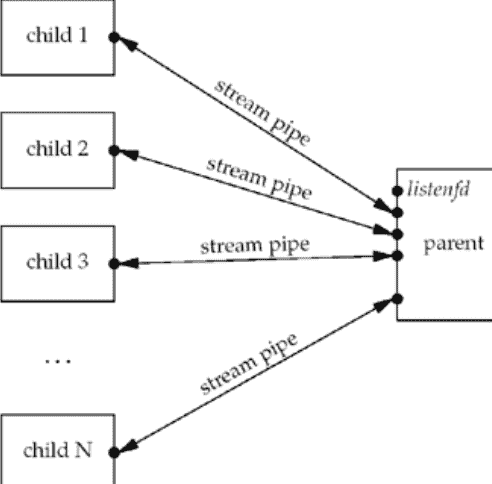 child 1
stream pipe
child 2
stream pipe
listenfd
child 3
stream pipe
parent
...
stream pipe
child N